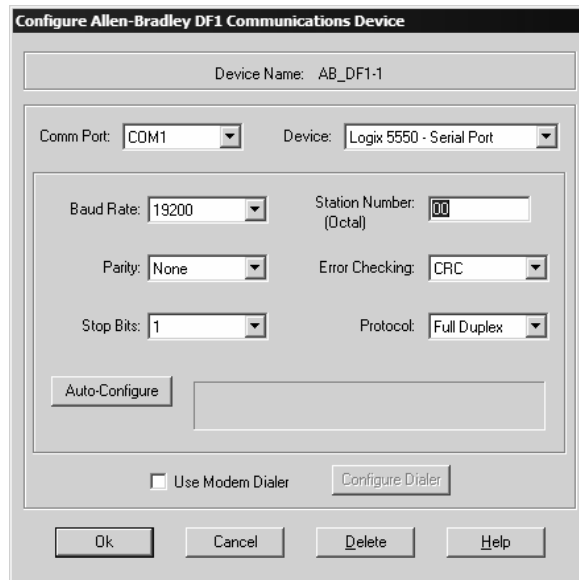 Configure Allen-Bradley DF1 Communications Device
Device Name: AB_DF1-1
Comm Port: COM1 Device: Logix 5550 - Serial Port
Baud Rate: 19200 Station Number: 00
(Octal)
Parity: None Error Checking: CRC
Stop Bits: 1 Protocol: Full Duplex
Auto-Configure
Use Modem Dialer Configure Dialer
Ok Cancel Delete Help